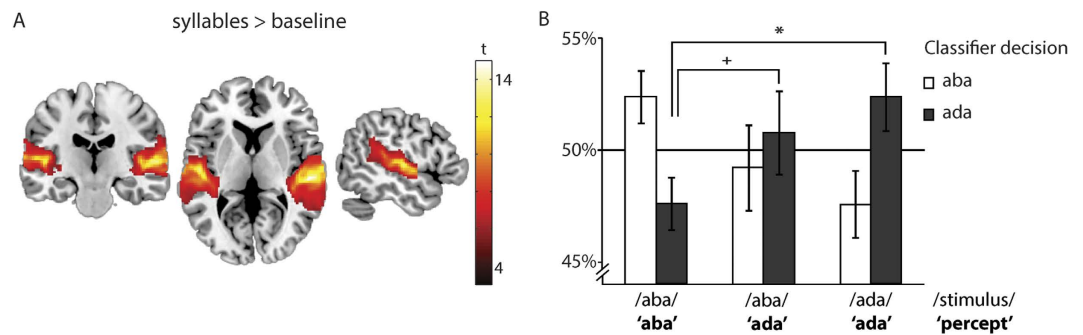 A
syllables > baseline
t
14
4
B
55%
50%
45%
*
+
Classifier decision
aba
ada
/aba/ /aba/ /ada/ /stimulus/
'aba' 'ada' 'ada' 'percept'